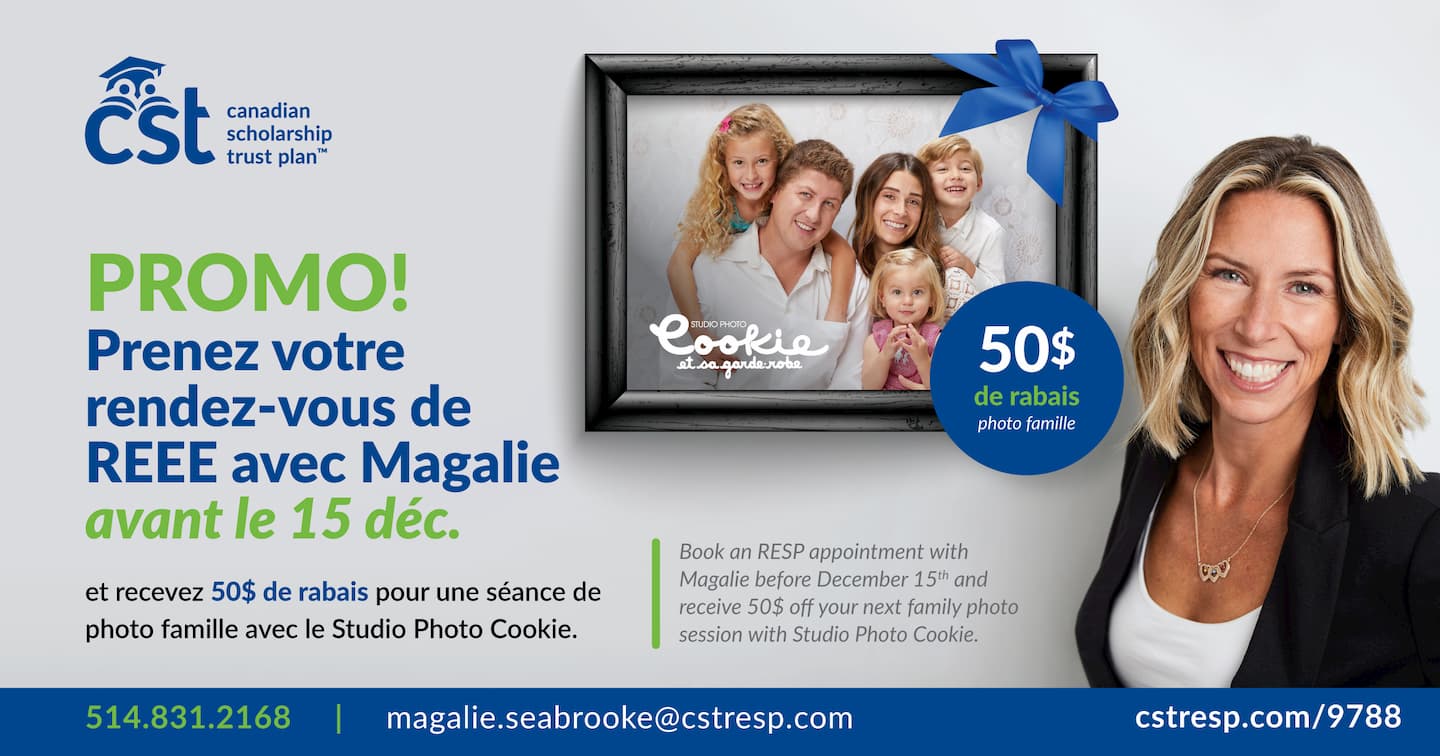 cst
canadian
scholarship
trust plan™
PROMO!
Prenez votre
rendez-vous de
REEE avec Magalie
avant le 15 déc.
et recevez 50$ de rabais pour une séance de
photo famille avec le Studio Photo Cookie.
STUDIO PHOTO
Cookie
et sa garde-robe
50$
de rabais
photo famille
Book an RESP appointment with
Magalie before December 15th and
receive 50$ off your next family photo
session with Studio Photo Cookie.
514.831.2168 | magalie.seabrooke@cstresp.com
cstresp.com/9788